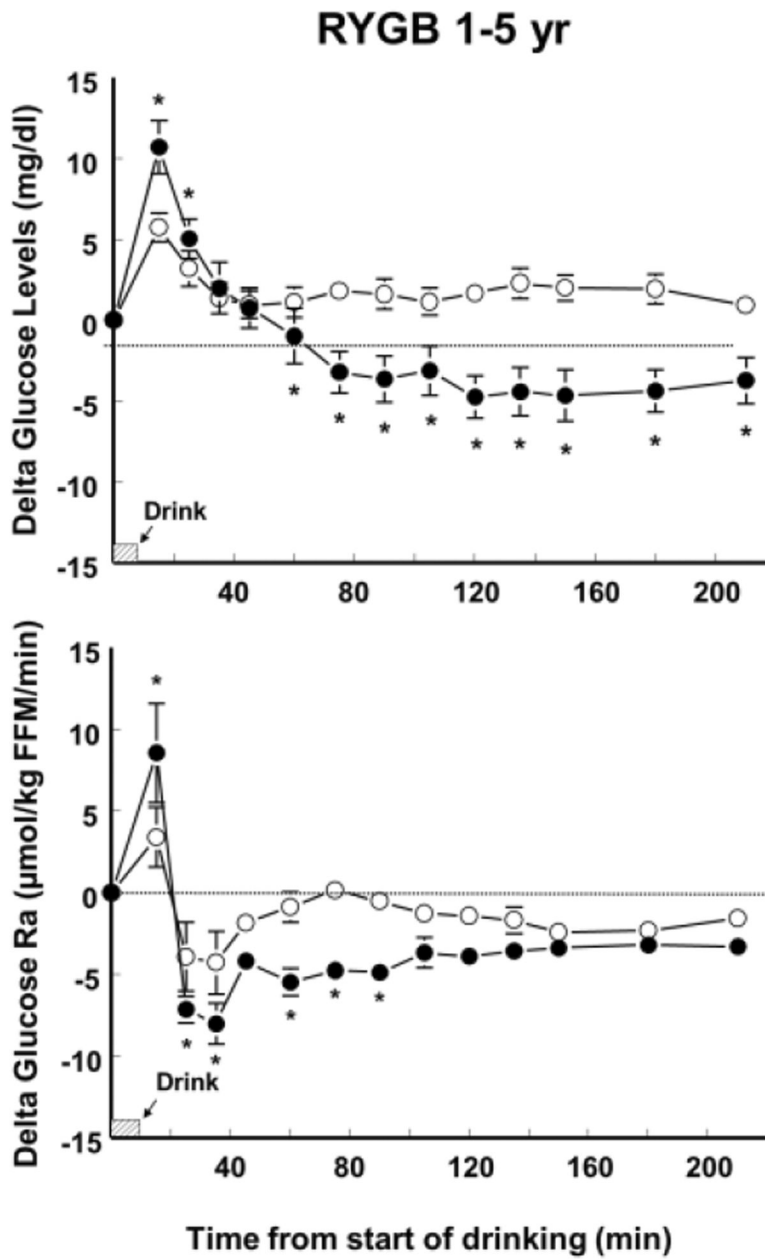 RYGB 1-5 yr
Delta Glucose Levels (mg/dl)
15
*
10
*
5
0
* * * * * * * * *
-5
-10
Drink
-15
40 80 120 160 200
Delta Glucose Ra (µmol/kg FFM/min)
15
*
10
5
0
-5
* * *
* *
-10
Drink
-15
40 80 120 160 200
Time from start of drinking (min)